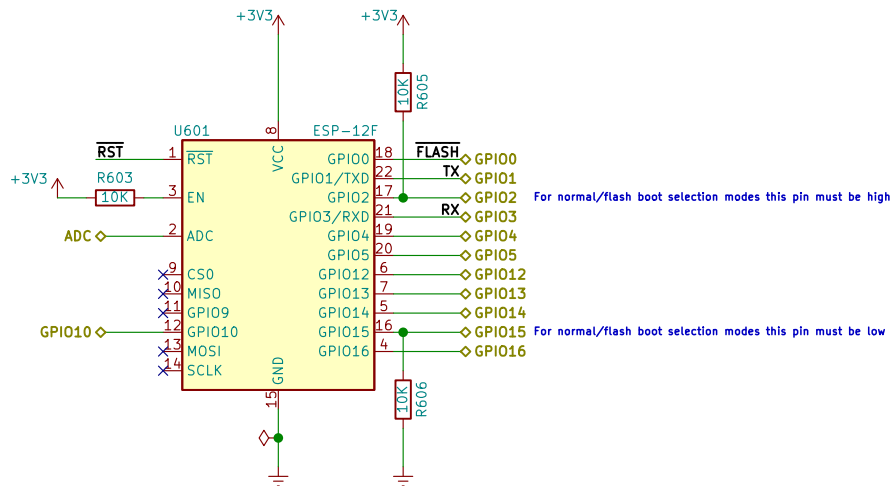 +3V3
+3V3
10K
R605
U601
ESP-12F
8
VCC
RST
1
RST
GPIO0
18
FLASH
GPIO0
GPIO1/TXD
22
TX
GPIO1
+3V3
R603
10K
3
EN
GPIO2
17
GPIO2
For normal/flash boot selection modes this pin must be high
GPIO3/RXD
21
RX
GPIO3
ADC
2
ADC
GPIO4
19
GPIO4
GPIO5
20
GPIO5
9
CS0
GPIO12
6
GPIO12
10
MISO
GPIO13
7
GPIO13
11
GPIO9
GPIO14
5
GPIO14
GPIO10
12
GPIO10
GPIO15
16
GPIO15
For normal/flash boot selection modes this pin must be low
13
MOSI
GPIO16
4
GPIO16
14
SCLK
GND
15
10K
R606